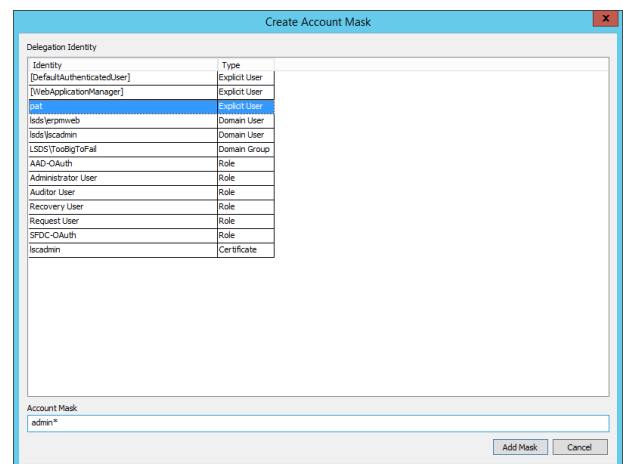 Create Account Mask
x
Delegation Identity
Identity Type
[DefaultAuthenticatedUser] Explicit User
[WebApplicationManager] Explicit User
pat Explicit User
lsds\erpmweb Domain User
lsds\lscadmin Domain User
LSDS\TooBigToFail Domain Group
AAD-OAuth Role
Administrator User Role
Auditor User Role
Recovery User Role
Request User Role
SFDC-OAuth Role
lscadmin Certificate
Account Mask
admin*
Add Mask Cancel